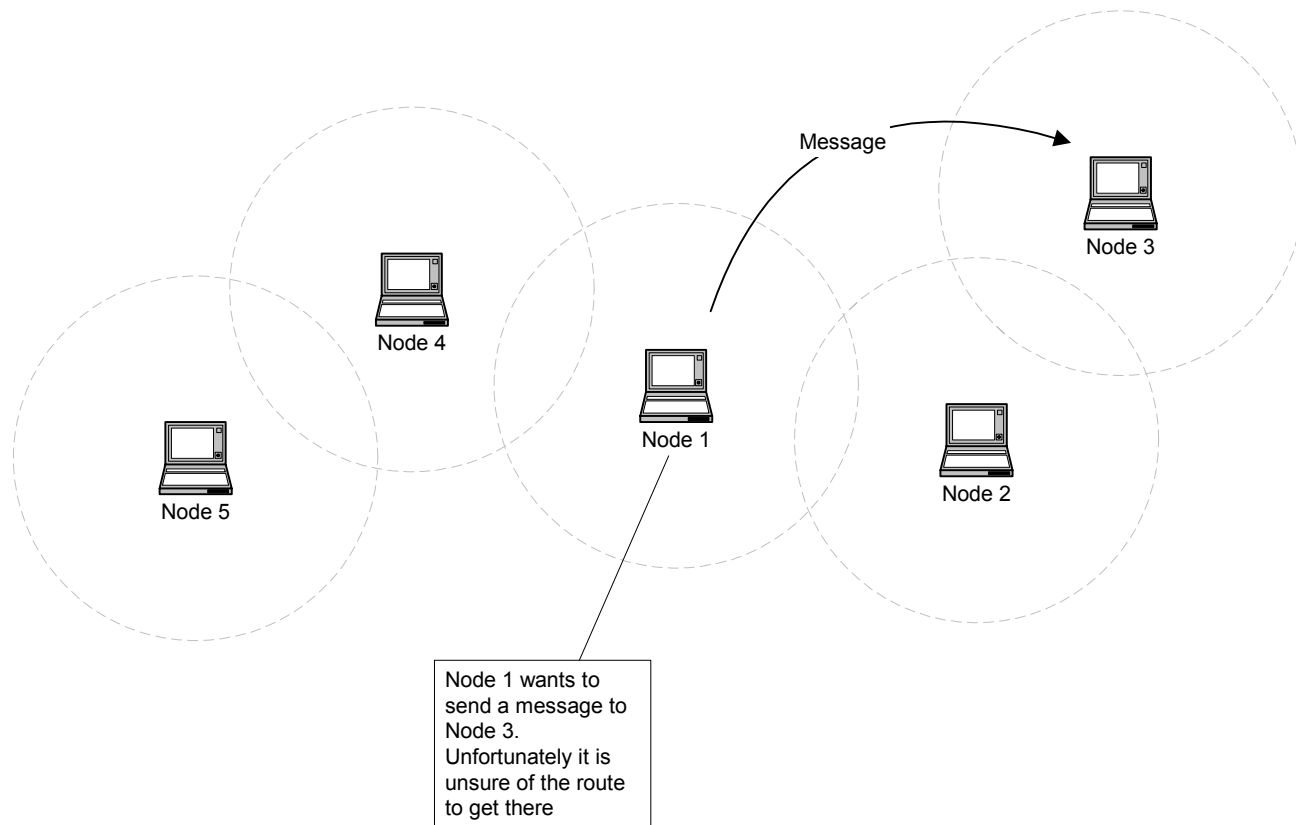 Message
Node 3
Node 4
Node 1
Node 2
Node 5
Node 1 wants to
send a message to
Node 3.
Unfortunately it is
unsure of the route
to get there